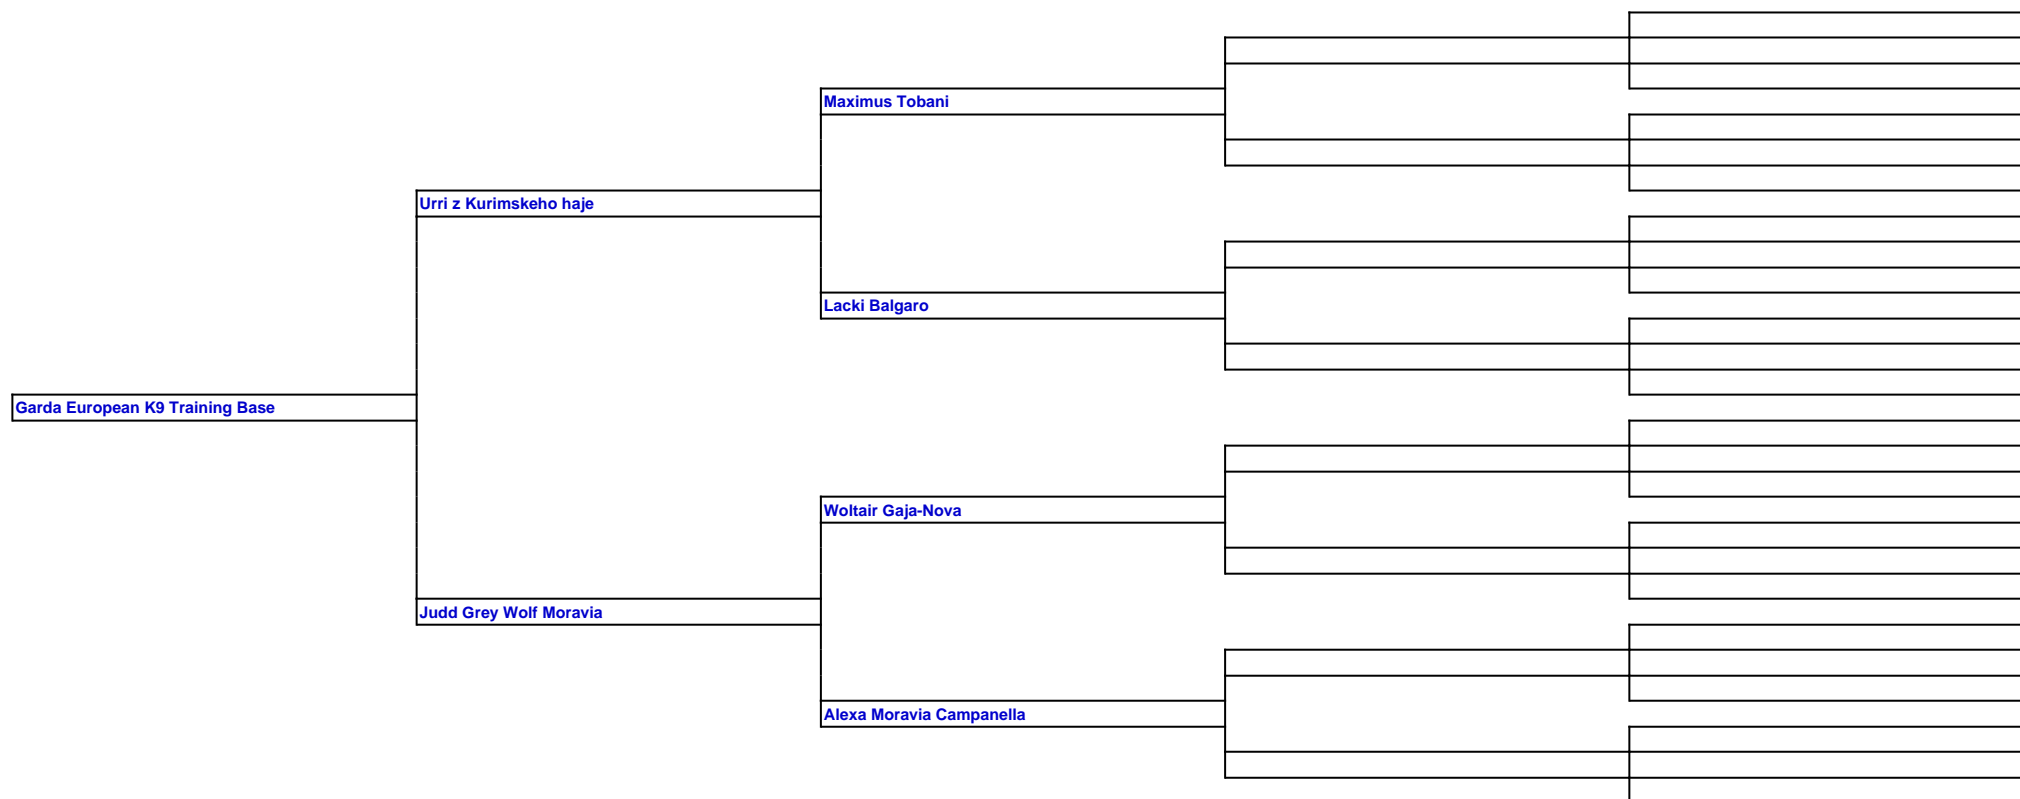 Maximus Tobani
Urri z Kurimskeho haje
Lacki Balgaro
Garda European K9 Training Base
Woltair Gaja-Nova
Judd Grey Wolf Moravia
Alexa Moravia Campanella